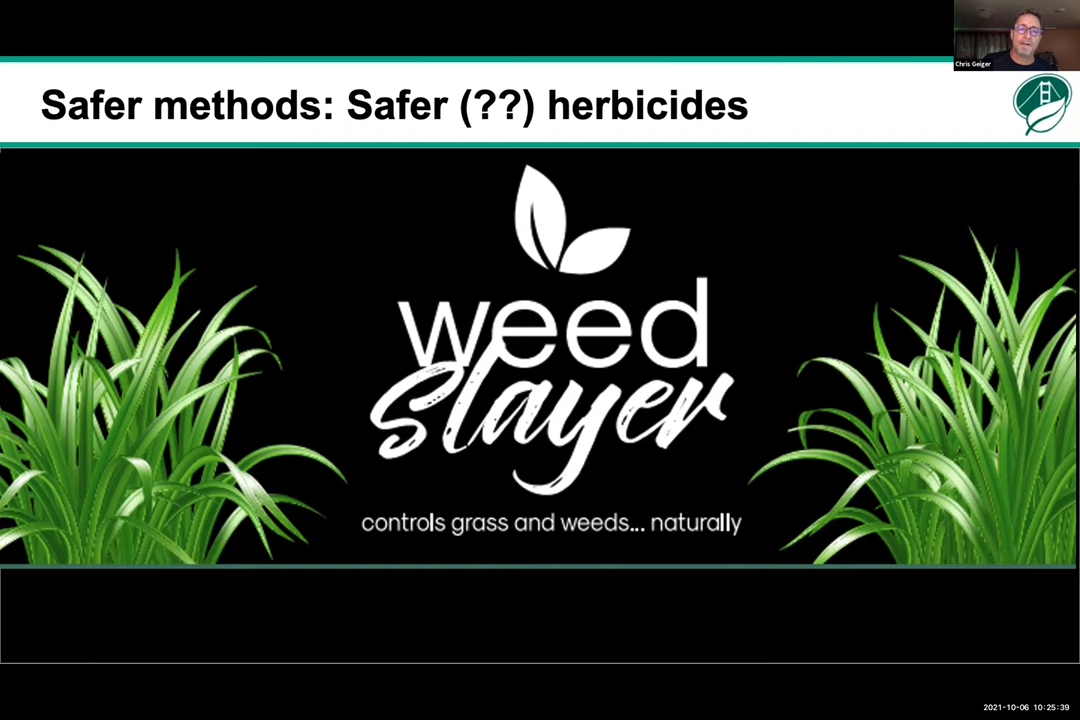 Chris Geiger
Safer methods: Safer (??) herbicides
weed
slayer
controls grass and weeds... naturally
2021-10-06 10:25:39